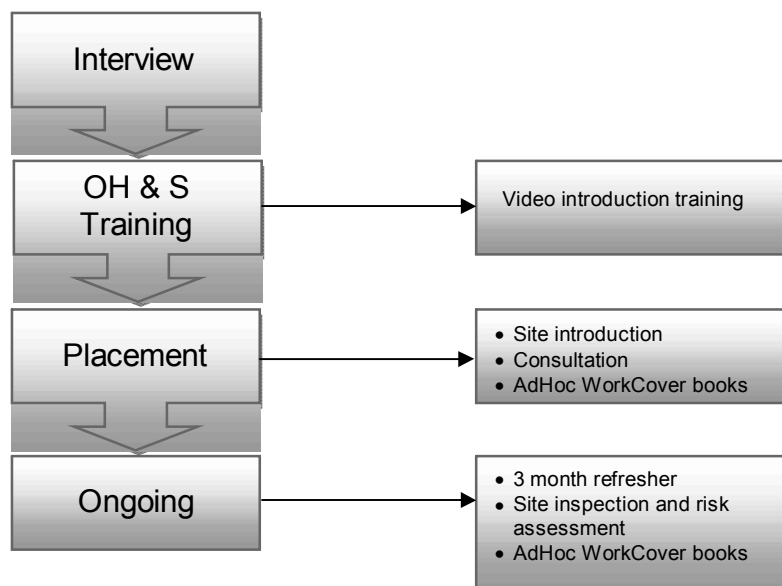 Interview
OH & S
Training
Video introduction training
Placement
• Site introduction
• Consultation
• AdHoc WorkCover books
Ongoing
• 3 month refresher
• Site inspection and risk
assessment
• AdHoc WorkCover books